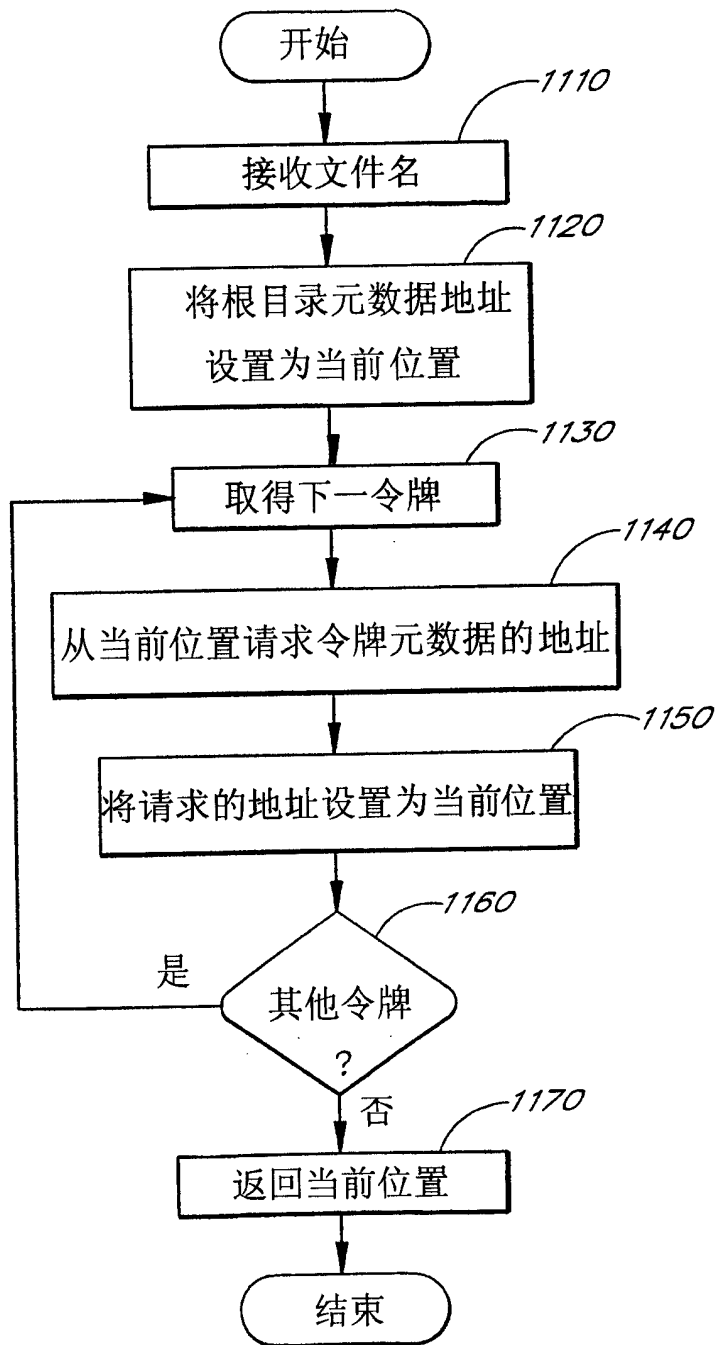 开始
1110
接收文件名
1120
将根目录元数据地址
设置为当前位置
1130
取得下一令牌
1140
从当前位置请求令牌元数据的地址
1150
将请求的地址设置为当前位置
1160
是
其他令牌
?
否
1170
返回当前位置
结束